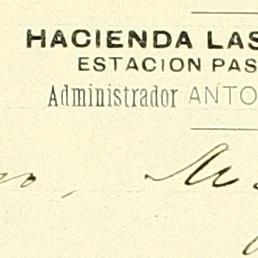 HACIENDA LAS
ESTACION PAS
Administrador ANTO